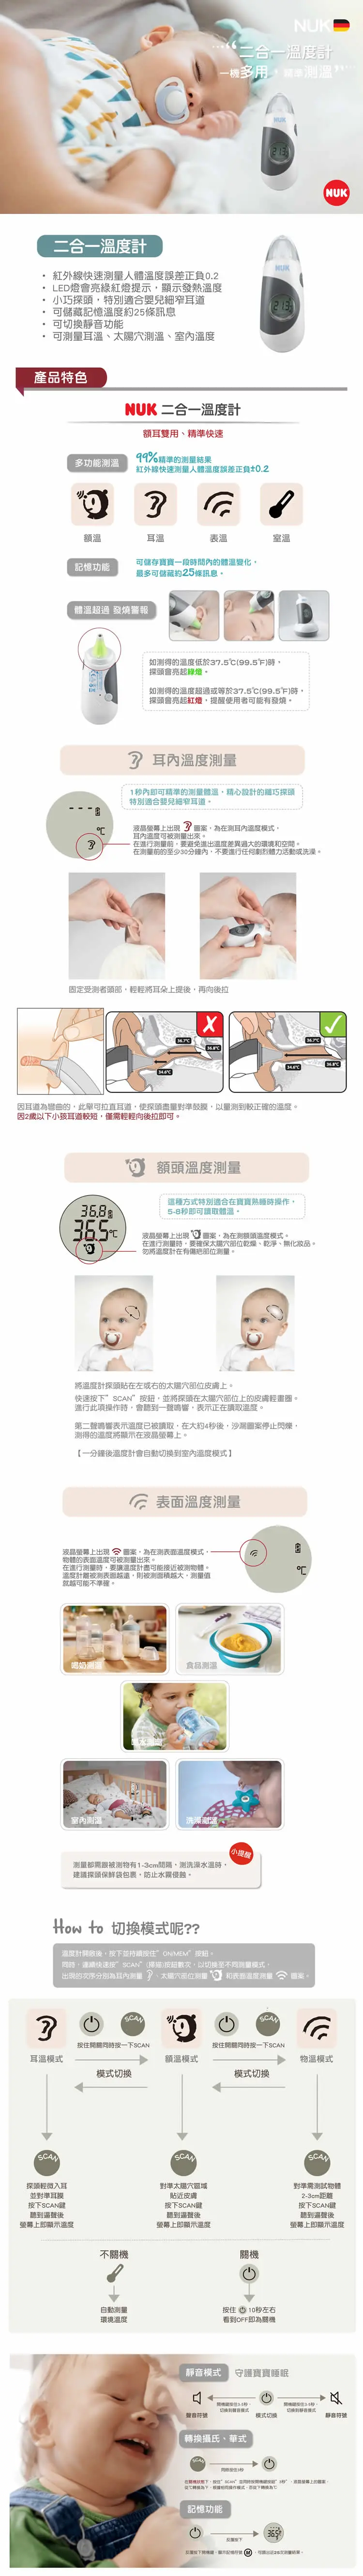 NUK
二合一溫度計
一機多用，精準測溫
NUK
NUK
二合一溫度計
• 紅外線快速測量人體溫度誤差正負0.2
• LED燈會亮綠紅燈提示，顯示發熱溫度
• 小巧探頭，特別適合嬰兒細窄耳道
• 可儲藏記憶溫度約25條訊息
• 可切換靜音功能
• 可測量耳溫、太陽穴測溫、室內溫度
NUK
產品特色
NUK 二合一溫度計
額耳雙用、精準快速
多功能測溫
99%精準的測量結果
紅外線快速測量人體溫度誤差正負±0.2
額溫
耳溫
表溫
室溫
記憶功能
可儲存寶寶一段時間內的體溫變化，
最多可儲藏約25條訊息。
體溫超過 發燒警報
如測得的溫度低於37.5℃(99.5℉)時，
探頭會亮起綠燈。
如測得的溫度超過或等於37.5℃(99.5℉)時，
探頭會亮起紅燈，提醒使用者可能有發燒。
耳內溫度測量
1秒內即可精準的測量體溫，精心設計的纖巧探頭
特別適合嬰兒細窄耳道。
℃
液晶螢幕上出現 圖案，為在測耳內溫度模式，
耳內溫度可被測量出來。
在進行測量前，要避免進出溫度差異過大的環境和空間。
在測量前的至少30分鐘內，不要進行任何劇烈體力活動或洗澡。
固定受測者頭部，輕輕將耳朵上提後，再向後拉
36.7℃
36.8℃
34.6℃
36.7℃
36.8℃
34.6℃
因耳道為彎曲的，此舉可拉直耳道，使探頭盡量對準鼓膜，以量測到較正確的溫度。
因2歲以下小孩耳道較短，僅需輕輕向後拉即可。
額頭溫度測量
36.8
36.5℃
這種方式特別適合在寶寶熟睡時操作，
5-8秒即可讀取體溫。
液晶螢幕上出現 圖案，為在測額頭溫度模式。
在進行測量時，要確保太陽穴部位乾燥、乾淨、無化妝品。
勿將溫度計在有傷疤部位測量。
將溫度計探頭貼在左或右的太陽穴部位皮膚上。
快速按下”SCAN”按鈕，並將探頭在太陽穴部位上的皮膚輕畫圈。
進行此項操作時，會聽到一聲鳴響，表示正在讀取溫度。
第二聲鳴響表示溫度已被讀取，在大約4秒後，沙漏圖案停止閃爍，
測得的溫度將顯示在液晶螢幕上。
【一分鐘後溫度計會自動切換到室內溫度模式】
表面溫度測量
液晶螢幕上出現 圖案，為在測表面溫度模式，
物體的表面溫度可被測量出來。
在進行測量時，要讓溫度計盡可能接近被測物體。
溫度計離被測表面越遠，則被測面積越大，測量值
就越可能不準確。
℃
喝奶測溫
食品測溫
室內測溫
洗澡測溫
小提醒
測量都需跟被測物有1-3cm間隔，測洗澡水溫時，
建議探頭保鮮袋包裹，防止水霧侵蝕。
How to 切換模式呢??
溫度計開啟後，按下並持續按住”ON/MEM”按鈕，
同時，連續快速按”SCAN”(掃描)按鈕數次，以切換至不同測量模式，
出現的次序分別為耳內測量 、太陽穴部位測量 和表面溫度測量 圖案。
SCAN
SCAN
按住開關同時按一下SCAN
按住開關同時按一下SCAN
耳溫模式
額溫模式
物溫模式
模式切換
模式切換
SCAN
SCAN
SCAN
探頭輕微入耳
並對準耳膜
按下SCAN鍵
聽到逼聲後
螢幕上即顯示溫度
對準太陽穴區域
貼近皮膚
按下SCAN鍵
聽到逼聲後
螢幕上即顯示溫度
對準需測試物體
2-3cm距離
按下SCAN鍵
聽到逼聲後
螢幕上即顯示溫度
不關機
關機
自動測量
環境溫度
按住 10秒左右
看到OFF即為關機
靜音模式
守護寶寶睡眠
聲音符號
模式切換
靜音符號
轉換攝氏、華式
SCAN
記憶功能